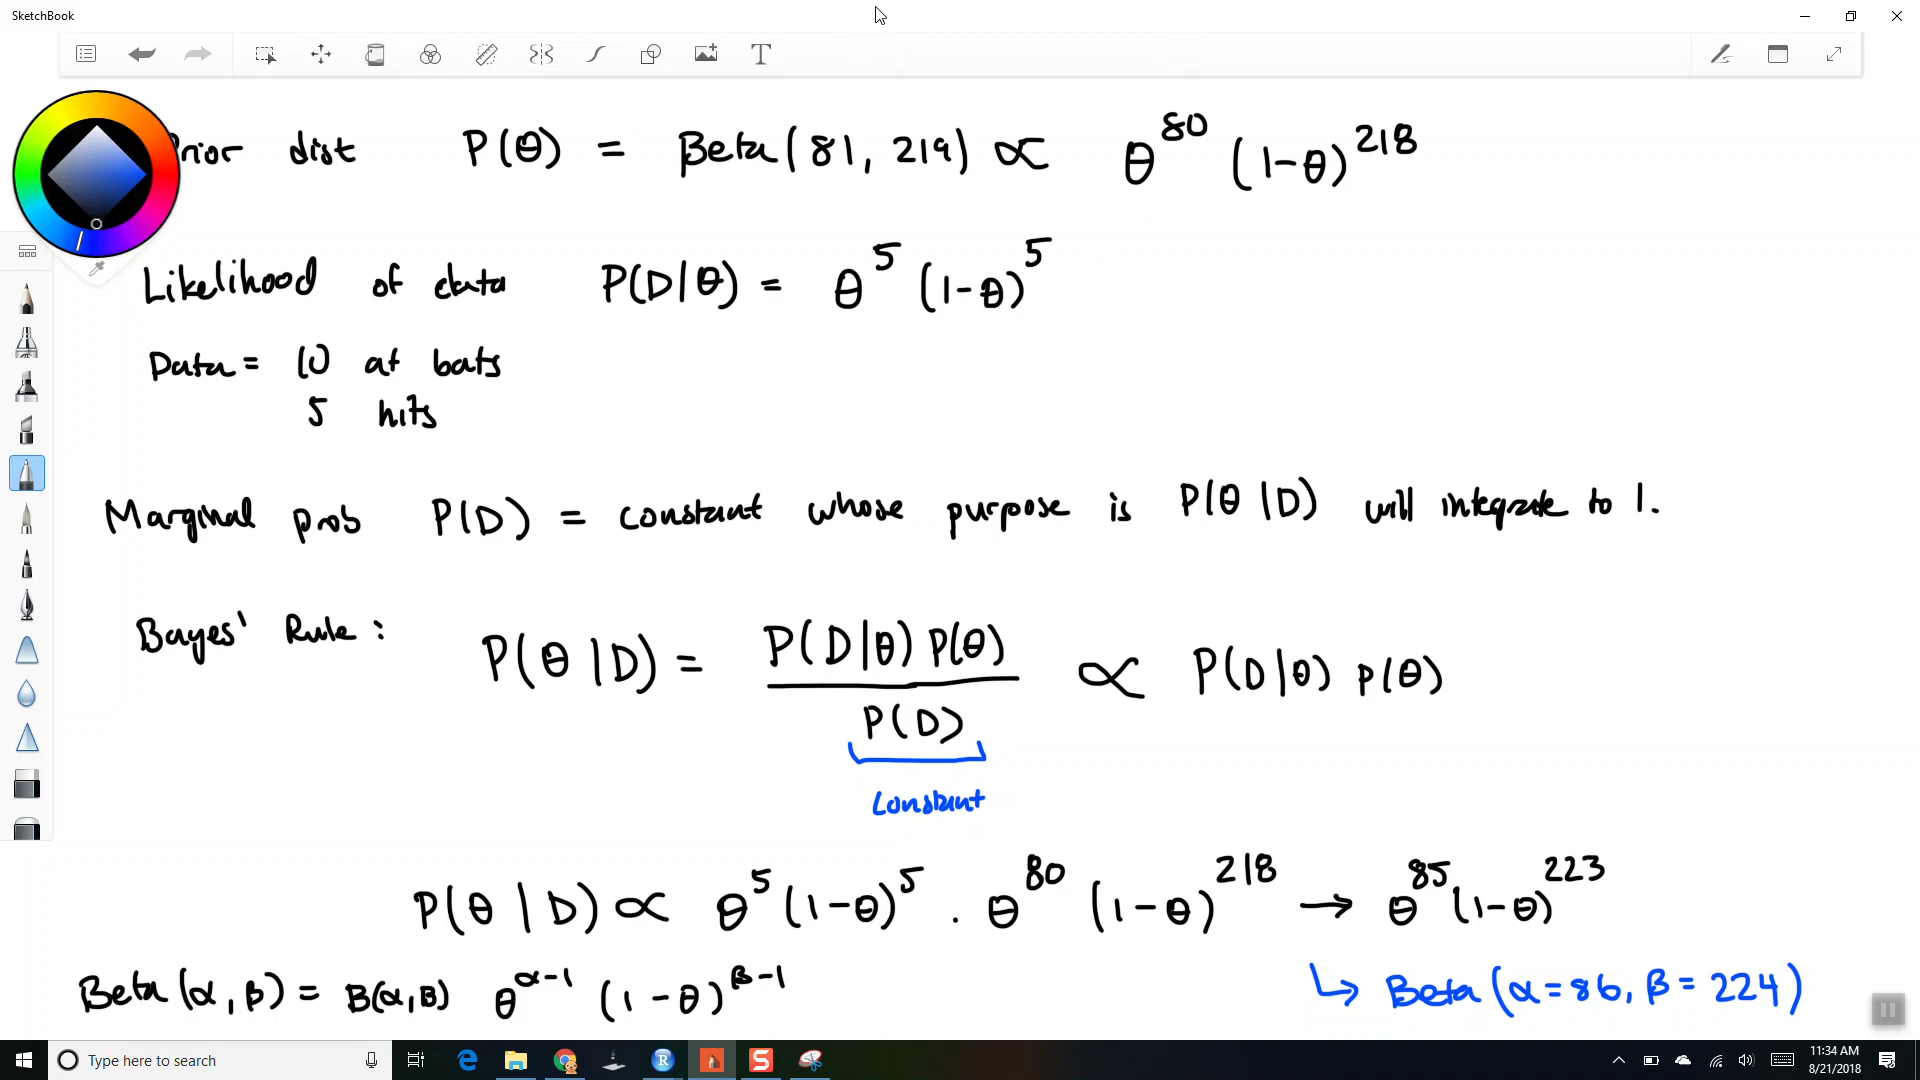 SketchBook
Prior dist P(θ) = Beta(81, 219) ∝ θ^80 (1-θ)^218
Likelihood of data P(D|θ) = θ^5 (1-θ)^5
Data = 10 at bats
5 hits
Marginal prob P(D) = constant whose purpose is P(θ|D) will integrate to 1.
Bayes' Rule: P(θ|D) = P(D|θ) P(θ) / P(D) ∝ P(D|θ) P(θ)
Constant
P(θ|D) ∝ θ^5 (1-θ)^5 . θ^80 (1-θ)^218 → θ^85 (1-θ)^223
Beta(α, β) = B(α,β) θ^α-1 (1-θ)^β-1
↳ Beta (α=86, β=224)
Type here to search
11:34 AM
8/21/2018